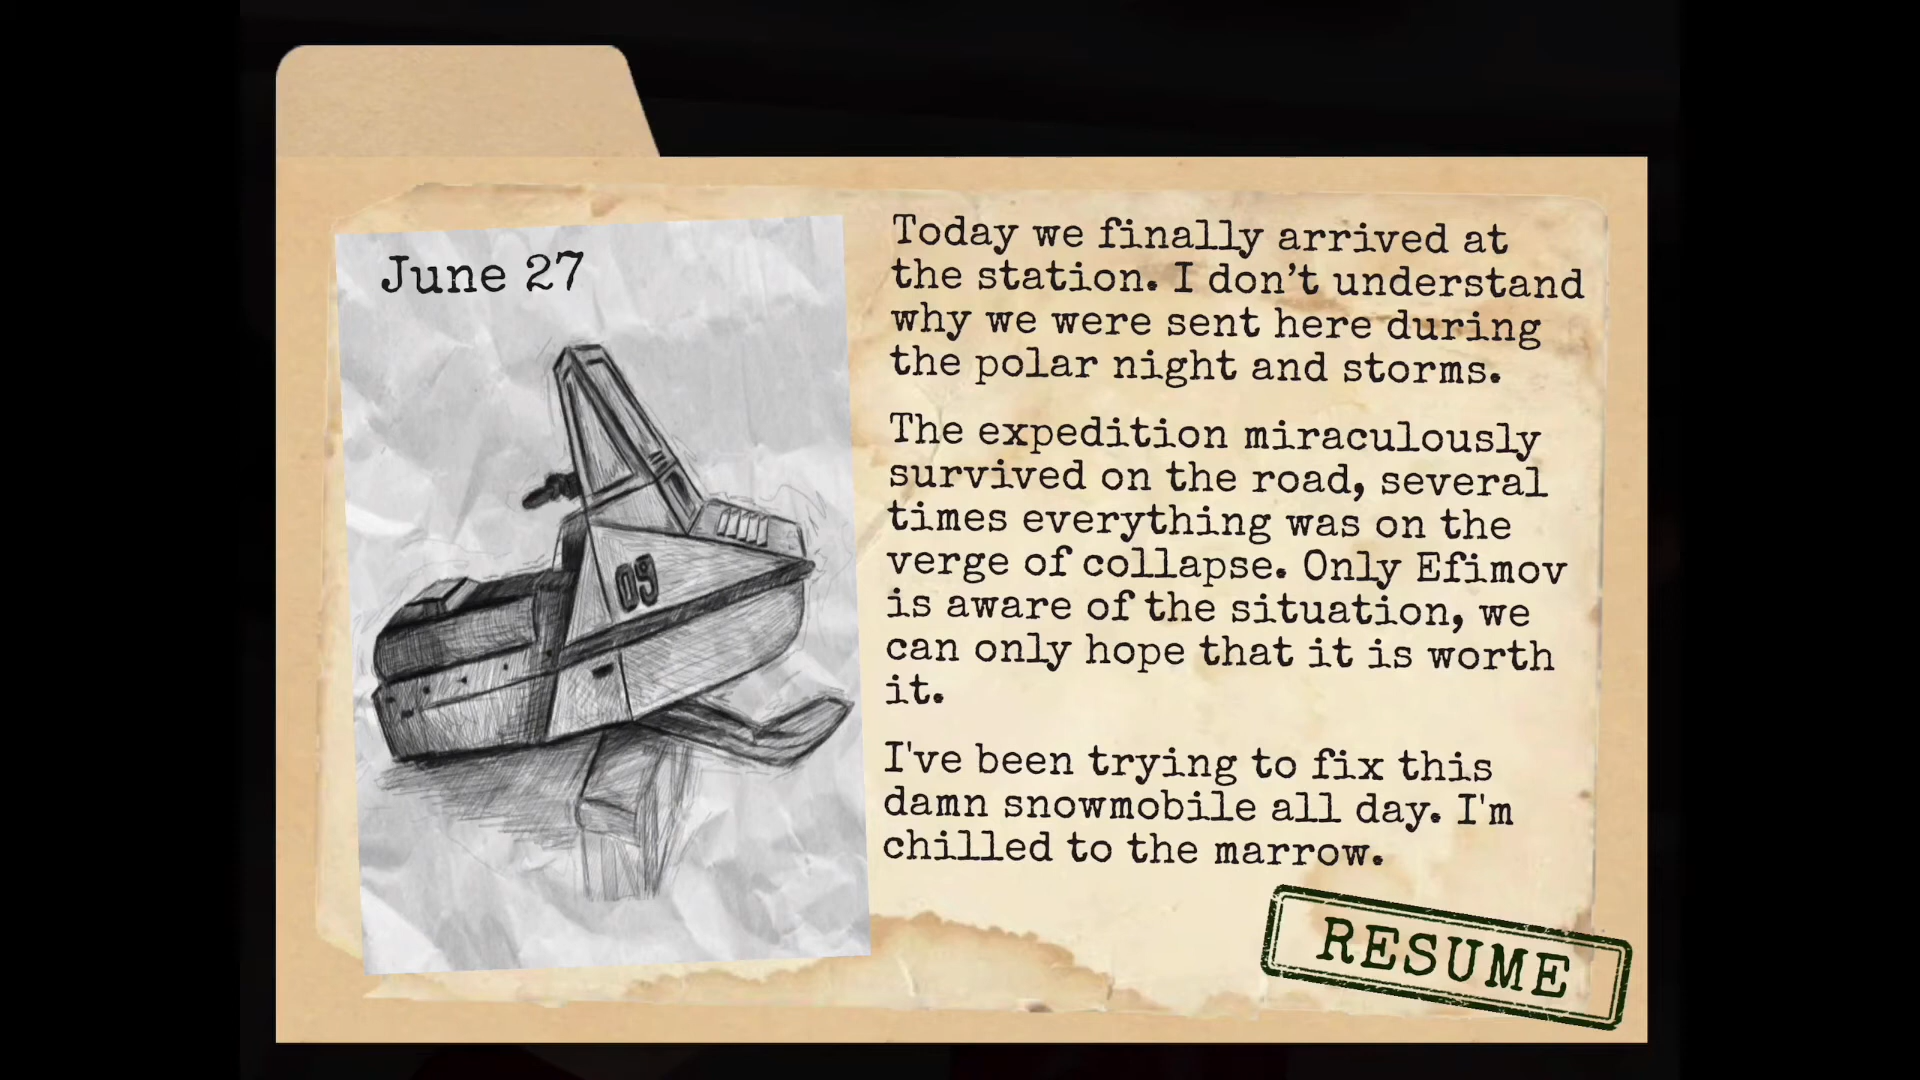 June 27
09
Today we finally arrived at
the station. I don’t understand
why we were sent here during
the polar night and storms.
The expedition miraculously
survived on the road, several
times everything was on the
verge of collapse. Only Efimov
is aware of the situation, we
can only hope that it is worth
it.
I've been trying to fix this
damn snowmobile all day. I'm
chilled to the marrow.
RESUME